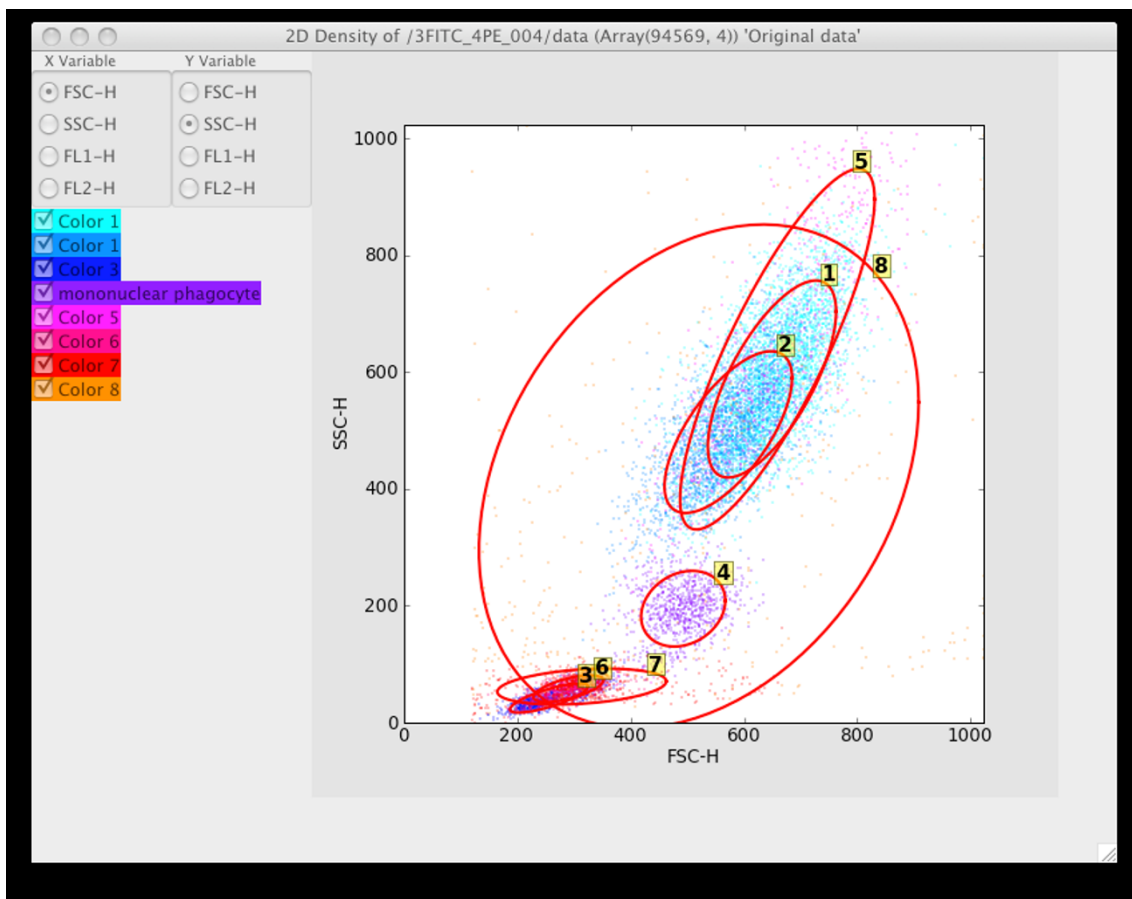 2D Density of /3FITC_4PE_004/data (Array(94569, 4)) 'Original data'
X Variable Y Variable
FSC-H FSC-H
SSC-H SSC-H
FL1-H FL1-H
FL2-H FL2-H
Color 1
Color 1
Color 3
mononuclear phagocyte
Color 5
Color 6
Color 7
Color 8
1000
800
600
400
200
0
SSC-H
5
8
1
2
4
7
6
3
0 200 400 600 800 1000
FSC-H